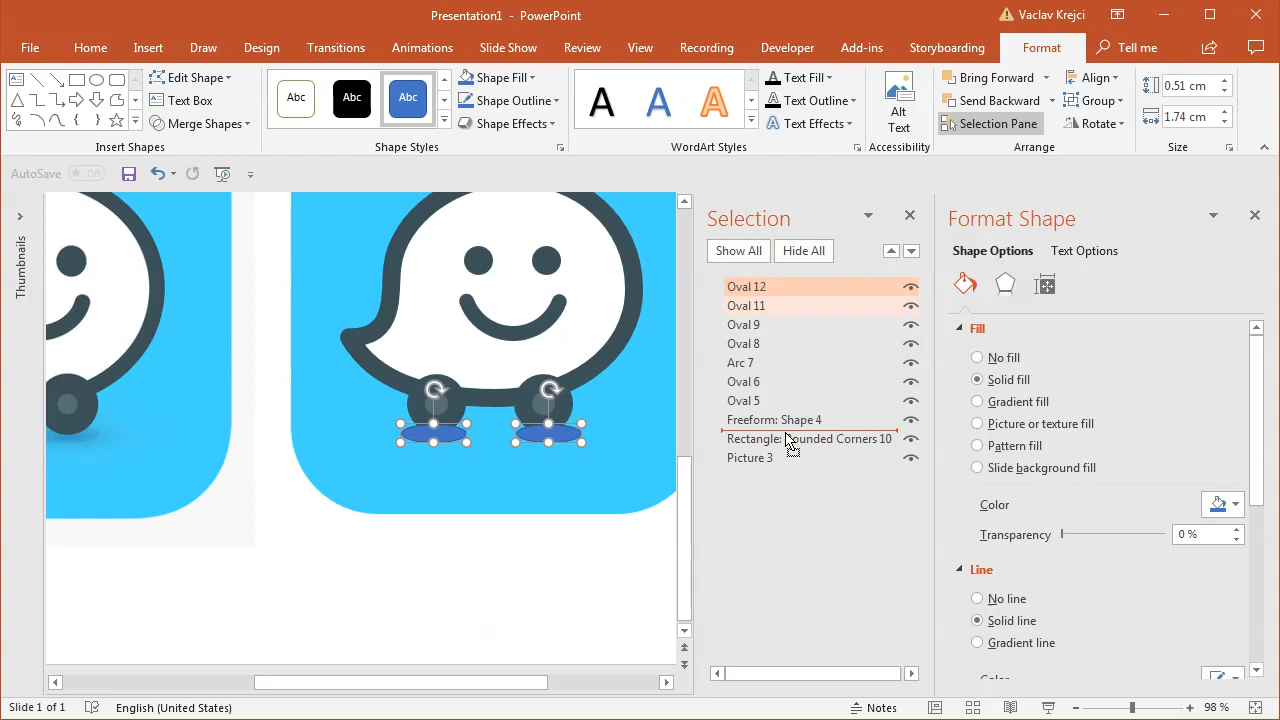 Presentation1 - PowerPoint
Vaclav Krejci
File Home Insert Draw Design Transitions Animations Slide Show Review View Recording Developer Add-ins Storyboarding Format Tell me
Edit Shape
Text Box
Merge Shapes
Insert Shapes
Abc Abc Abc
Shape Fill
Shape Outline
Shape Effects
Shape Styles
A A A
Text Fill
Text Outline
Text Effects
WordArt Styles
Alt
Text
Accessibility
Bring Forward
Send Backward
Selection Pane
Align
Group
Rotate
Arrange
0.51 cm
1.74 cm
Size
AutoSave Off
Thumbnails
Selection
Show All Hide All
Oval 12
Oval 11
Oval 9
Oval 8
Arc 7
Oval 6
Oval 5
Freeform: Shape 4
Rectangle: Rounded Corners 10
Picture 3
Format Shape
Shape Options Text Options
Fill
No fill
Solid fill
Gradient fill
Picture or texture fill
Pattern fill
Slide background fill
Color
Transparency 0 %
Line
No line
Solid line
Gradient line
Color
Slide 1 of 1 English (United States) Notes 98 %